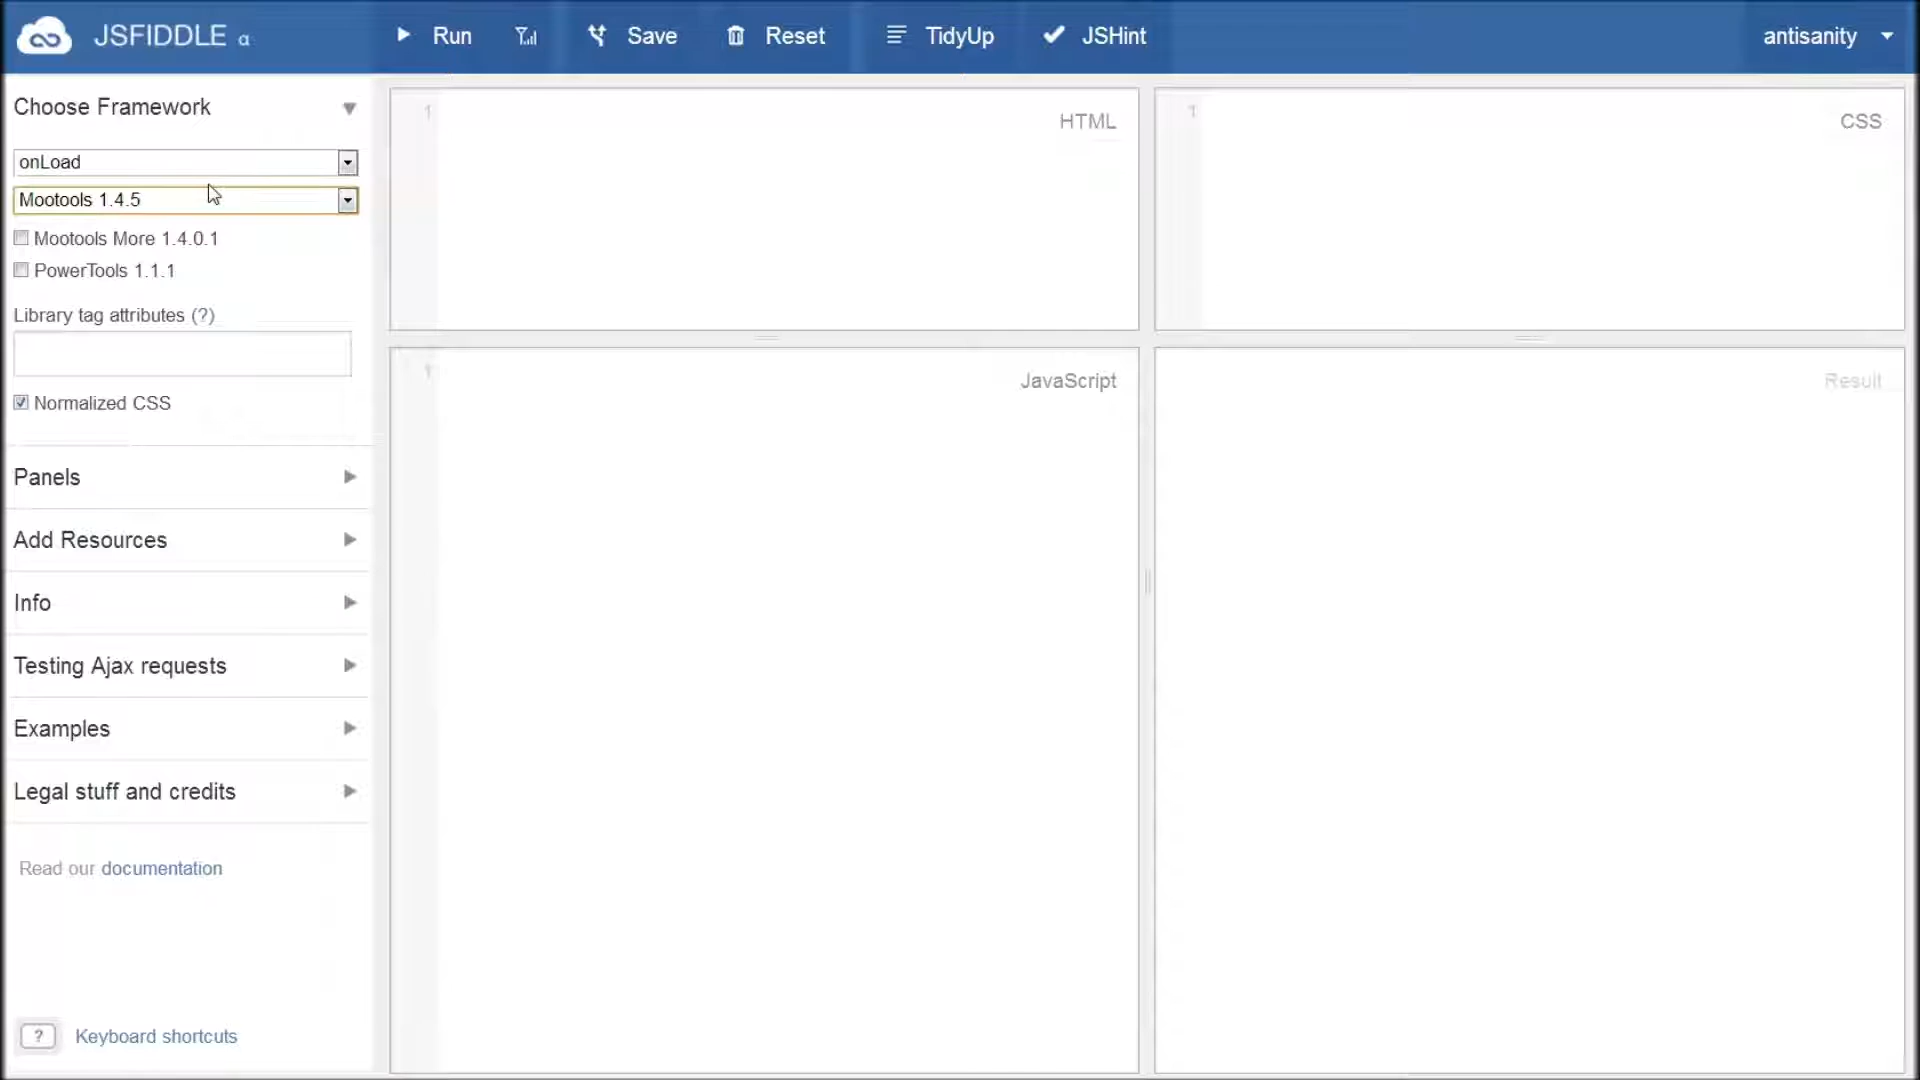 JSFIDDLE α
Run
Save
Reset
TidyUp
JSHint
antisanity
Choose Framework
onLoad
Mootools 1.4.5
Mootools More 1.4.0.1
PowerTools 1.1.1
Library tag attributes (?)
Normalized CSS
Panels
Add Resources
Info
Testing Ajax requests
Examples
Legal stuff and credits
Read our documentation
? Keyboard shortcuts
1
HTML
1
CSS
1
JavaScript
Result